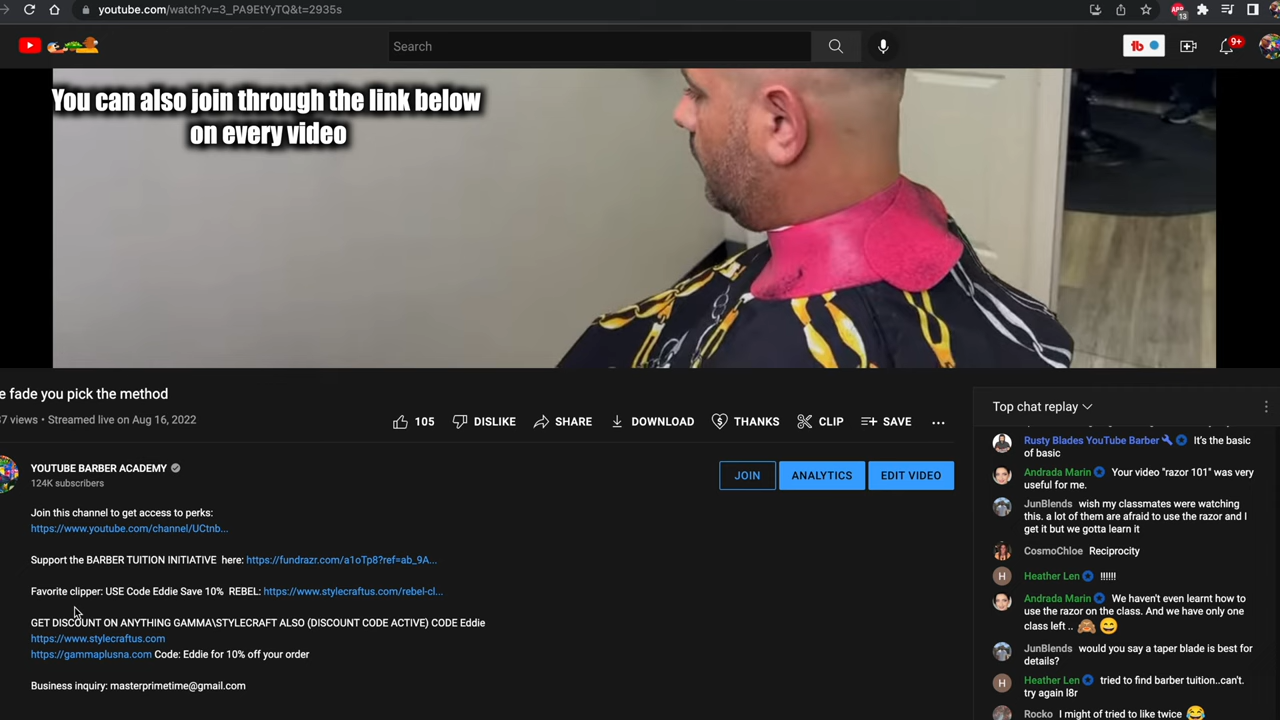 youtube.com/watch?v=3_PA9EtYyTQ&t=2935s
13
Search
tb
9+
You can also join through the link below
on every video
e fade you pick the method
37 views • Streamed live on Aug 16, 2022
105
DISLIKE
SHARE
DOWNLOAD
THANKS
CLIP
SAVE
YOUTUBE BARBER ACADEMY
124K subscribers
JOIN
ANALYTICS
EDIT VIDEO
Join this channel to get access to perks:
https://www.youtube.com/channel/UCtnb...
Support the BARBER TUITION INITIATIVE here: https://fundrazr.com/a1oTp8?ref=ab_9A...
Favorite clipper: USE Code Eddie Save 10% REBEL: https://www.stylecraftus.com/rebel-cl...
GET DISCOUNT ON ANYTHING GAMMA\STYLECRAFT ALSO (DISCOUNT CODE ACTIVE) CODE Eddie
https://www.stylecraftus.com
https://gammaplusna.com Code: Eddie for 10% off your order
Business inquiry: masterprimetime@gmail.com
Top chat replay
Rusty Blades YouTube Barber It's the basic
of basic
Andrada Marin Your video "razor 101" was very
useful for me.
JunBlends wish my classmates were watching
this. a lot of them are afraid to use the razor and I
get it but we gotta learn it
CosmoChloe Reciprocity
H Heather Len !!!!!!
Andrada Marin We haven't even learnt how to
use the razor on the class. And we have only one
class left .. 🙈 😄
JunBlends would you say a taper blade is best for
details?
H Heather Len tried to find barber tuition..can't.
try again l8r
Rocko I might of tried to like twice 😂